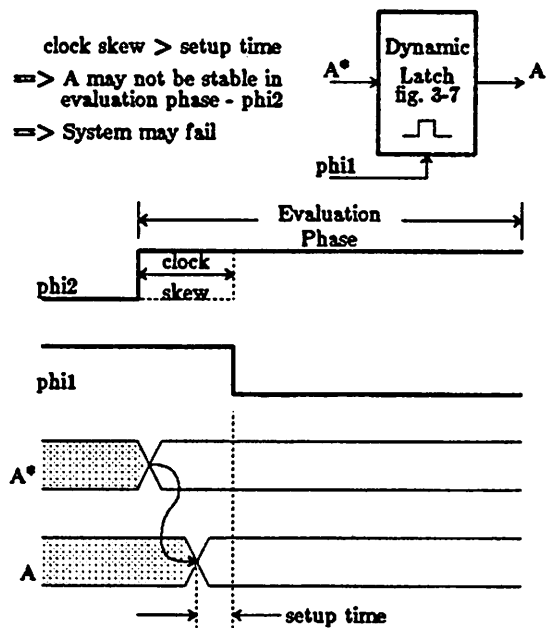 clock skew > setup time
=> A may not be stable in
evaluation phase - phi2
=> System may fail
A*
Dynamic
Latch
fig. 3-7
A
phi1
Evaluation
Phase
clock
skew
phi2
phi1
A*
A
setup time